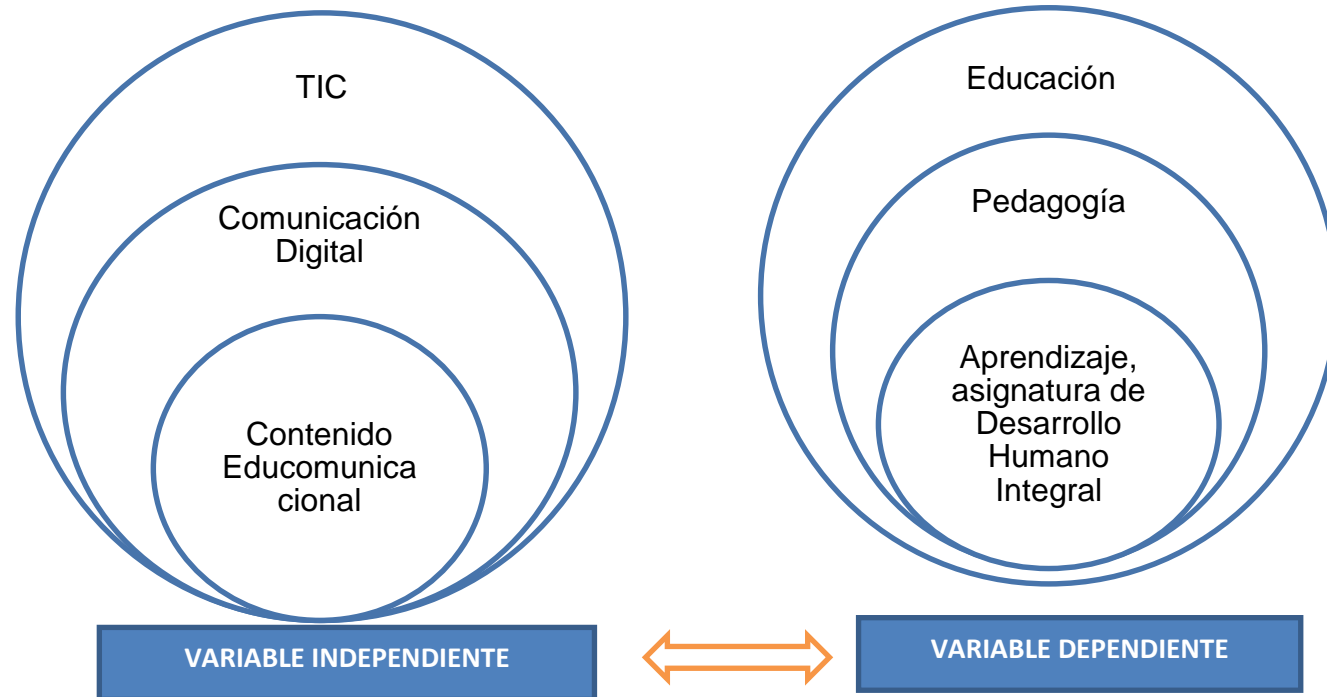 TIC
Comunicación
Digital
Contenido
Educomunica
cional
VARIABLE INDEPENDIENTE
Educación
Pedagogía
Aprendizaje,
asignatura de
Desarrollo
Humano
Integral
VARIABLE DEPENDIENTE